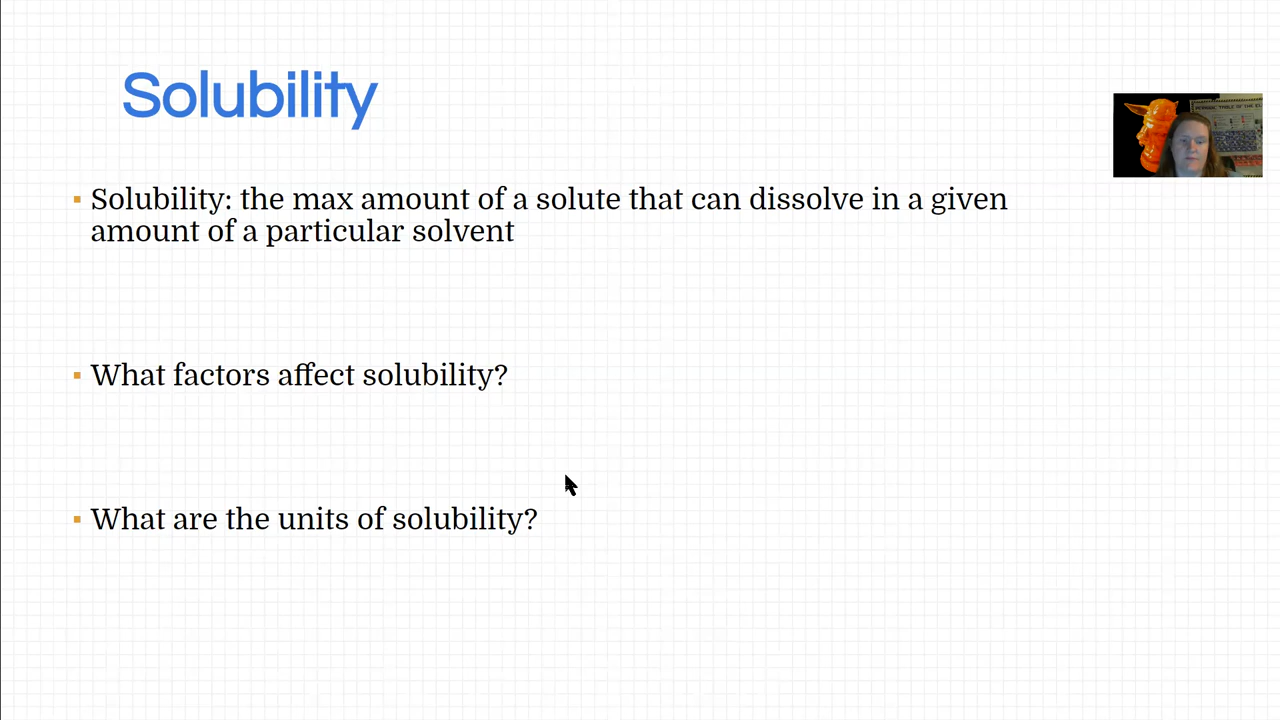 Solubility
Solubility: the max amount of a solute that can dissolve in a given
amount of a particular solvent
What factors affect solubility?
What are the units of solubility?